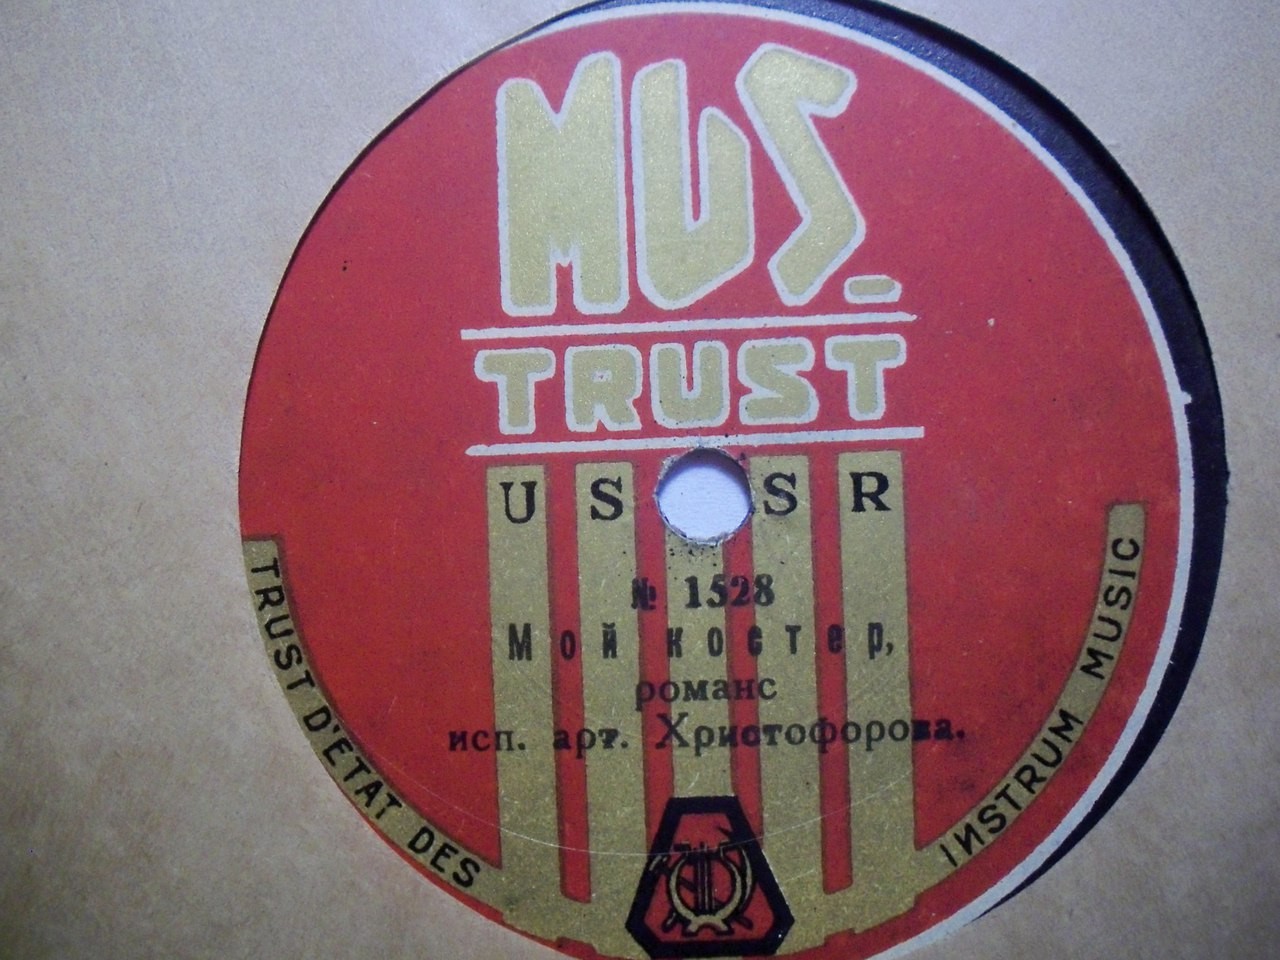 MUS.
TRUST
U S S R
№ 1528
Мой костер,
романс
исп. арт. Христофорова.
TRUST D'ETAT DES
INSTRUM MUSIC